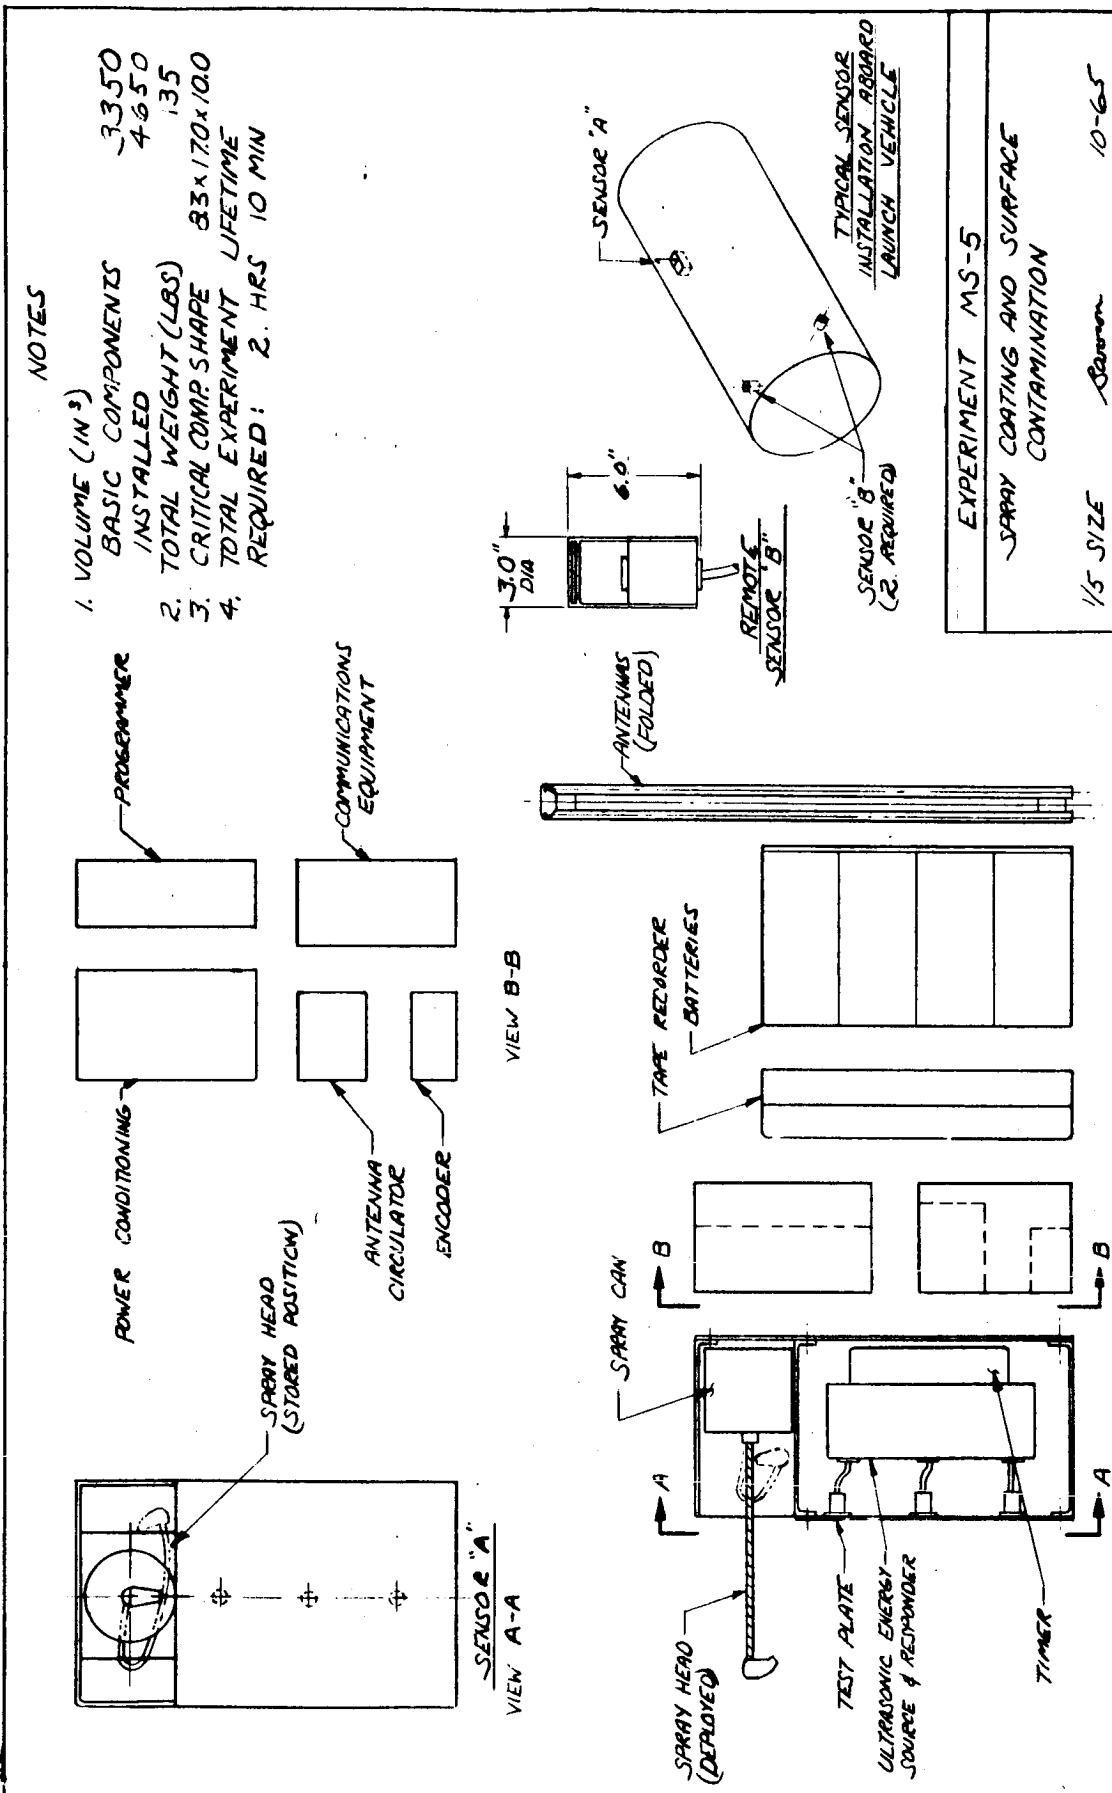 NOTES
1. VOLUME (IN³)
BASIC COMPONENTS 3350
INSTALLED 4650
2. TOTAL WEIGHT (LBS) 135
3. CRITICAL COMP. SHAPE 8.3 x 17.0 x 10.0
4. TOTAL EXPERIMENT LIFETIME
REQUIRED: 2. HRS 10 MIN
POWER CONDITIONING
PROGRAMMER
ANTENNA
CIRCULATOR
COMMUNICATIONS
EQUIPMENT
ENCODER
VIEW B-B
SPRAY HEAD
(STORED POSITION)
SENSOR "A"
VIEW A-A
3.0"
DIA
6.0"
REMOTE
SENSOR "B"
SENSOR "A"
SENSOR "B"
(2. REQUIRED)
TYPICAL SENSOR
INSTALLATION ABOARD
LAUNCH VEHICLE
SPRAY HEAD
(DEPLOYED)
A
SPRAY CAN
B
TAPE RECORDER
BATTERIES
ANTENNAS
(FOLDED)
TEST PLATE
ULTRASONIC ENERGY
SOURCE & RESPONDER
TIMER
A
B
EXPERIMENT MS-5
SPRAY COATING AND SURFACE
CONTAMINATION
1/5 SIZE 10-65